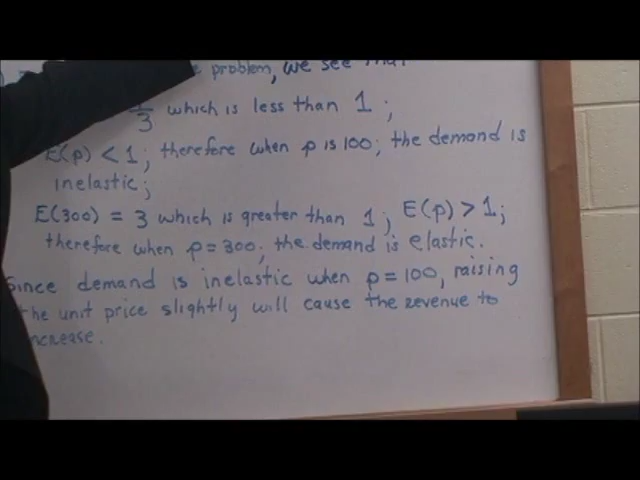 problem, we see that
1/3 which is less than 1 ;
E(p) < 1; therefore when p is 100; the demand is
inelastic;
E(300) = 3 which is greater than 1 ; E(p) > 1;
therefore when p = 300; the demand is elastic.
Since demand is inelastic when p = 100, raising
the unit price slightly will cause the revenue to
increase.